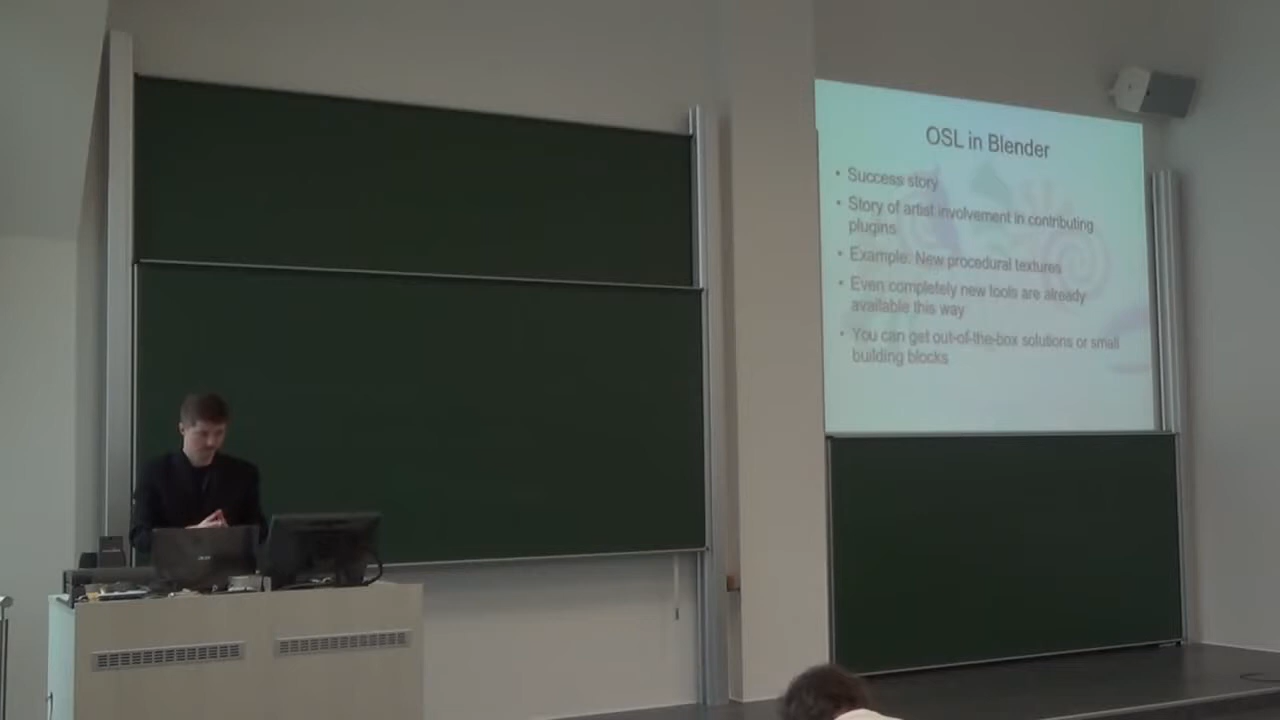 OSL in Blender
• Success story
• Story of artist involvement in contributing
plugins
• Example: New procedural textures
• Even completely new tools are already
available this way
• You can get out-of-the-box solutions or small
building blocks
acer